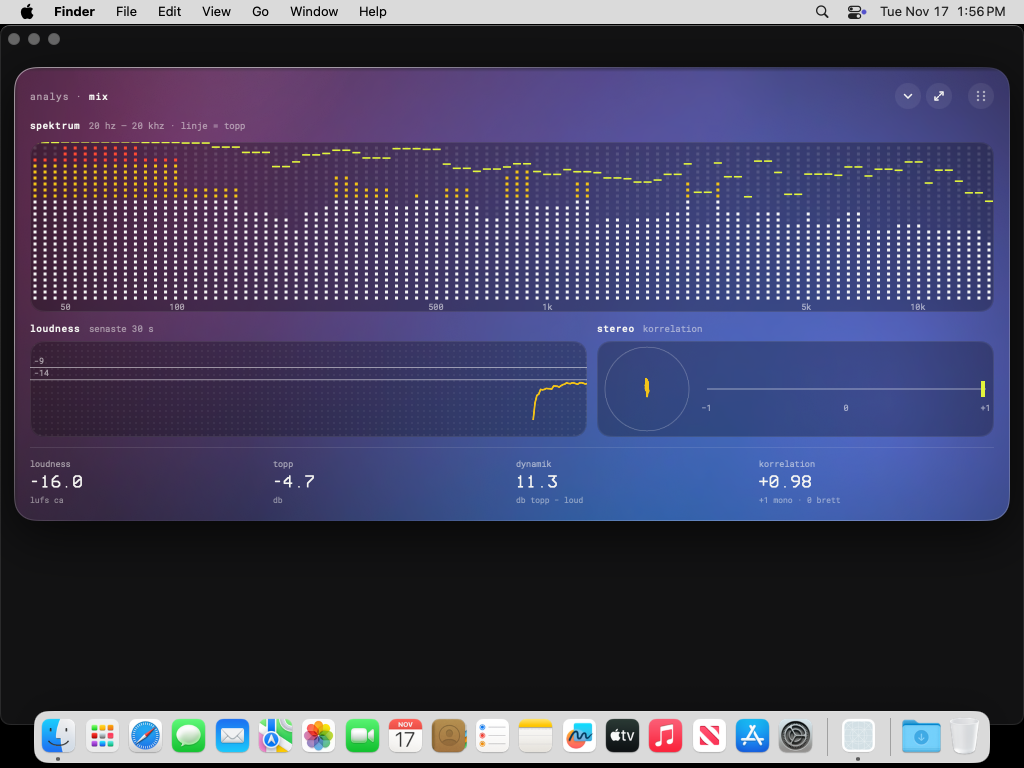 Finder File Edit View Go Window Help Tue Nov 17 1:56 PM
analys · mix
spektrum 20 hz – 20 khz · linje = topp
50 100 500 1k 5k 10k
loudness senaste 30 s
stereo korrelation
-9
-14
-1 0 +1
loudness topp dynamik korrelation
-16.0 -4.7 11.3 +0.98
lufs ca db db topp – loud +1 mono · 0 brett
NOV
17
tv